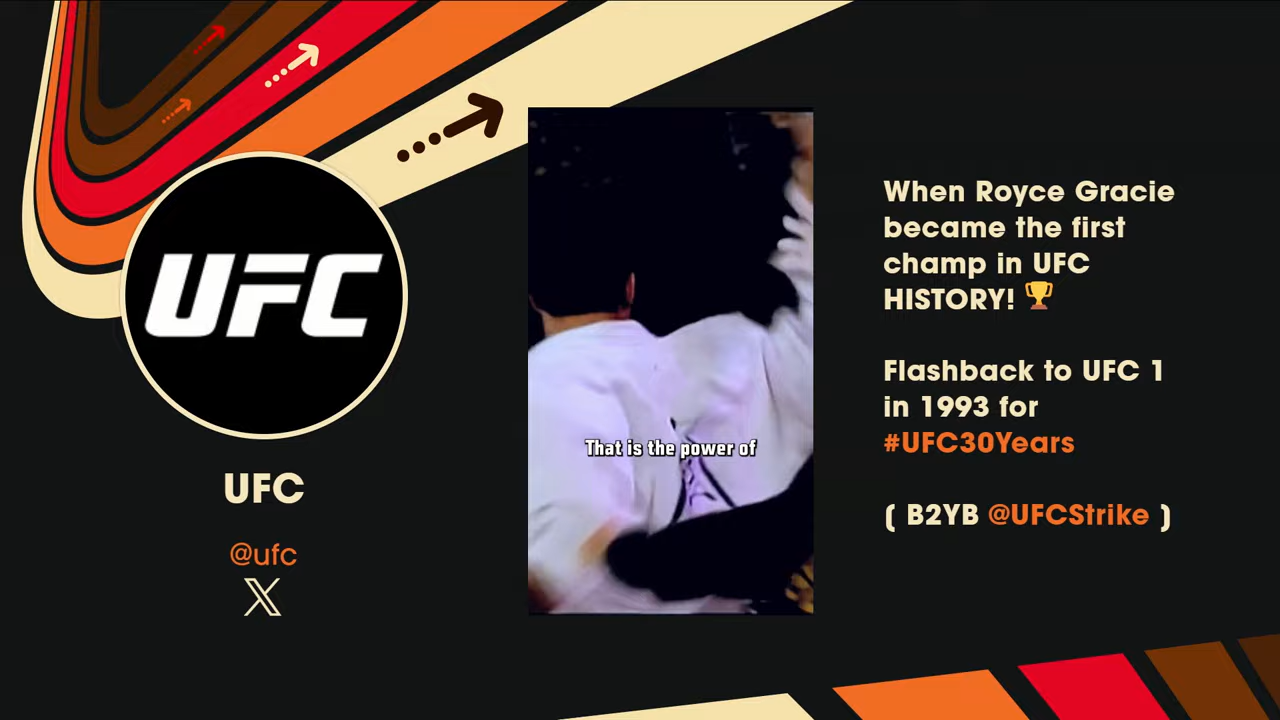 UFC
UFC
@ufc
That is the power of
When Royce Gracie
became the first
champ in UFC
HISTORY! 🏆
Flashback to UFC 1
in 1993 for
#UFC30Years
( B2YB @UFCStrike )